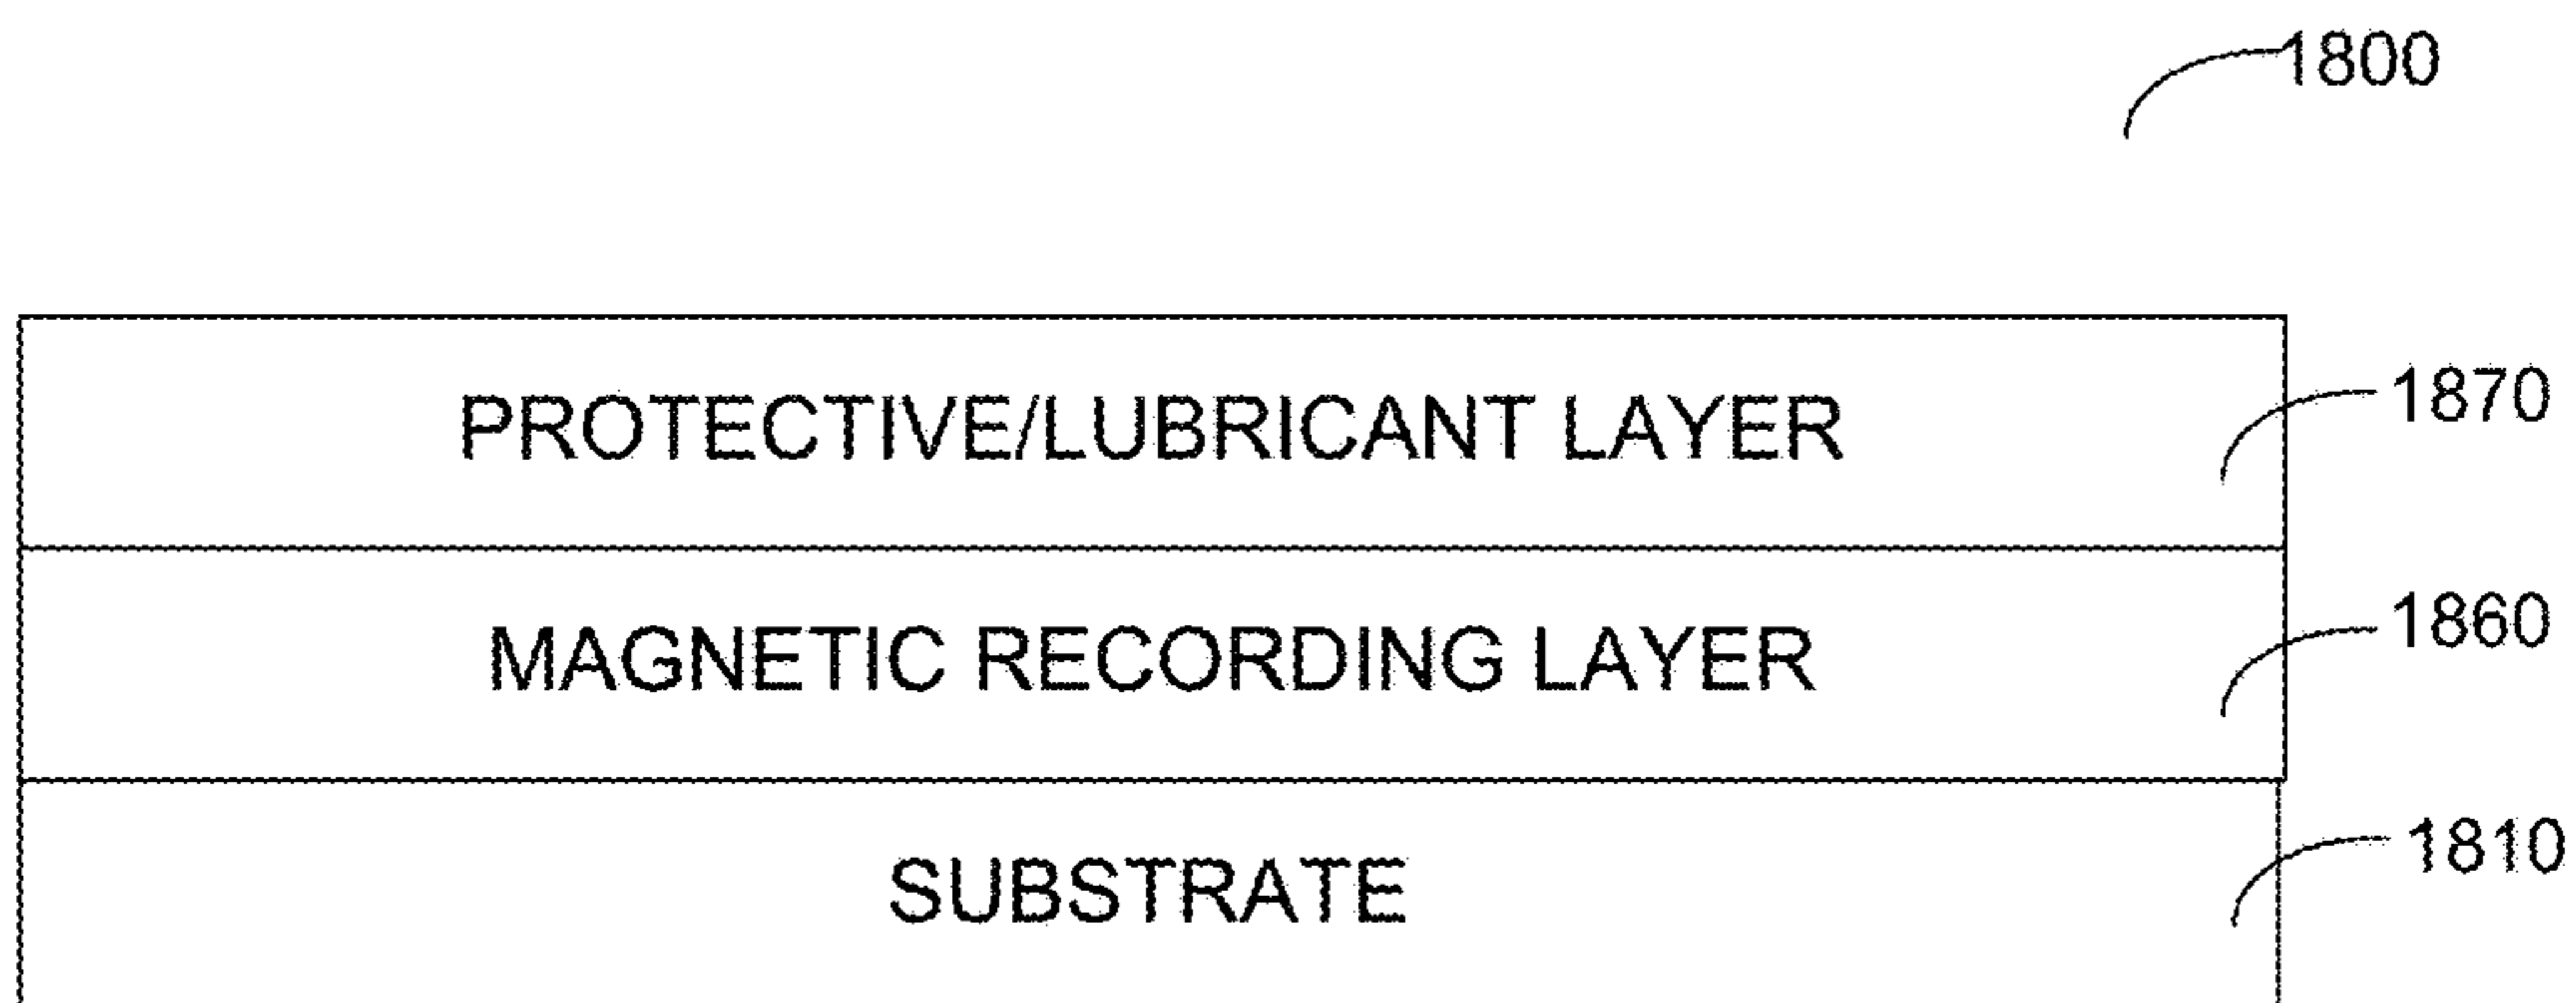 1800
PROTECTIVE/LUBRICANT LAYER
1870
MAGNETIC RECORDING LAYER
1860
SUBSTRATE
1810